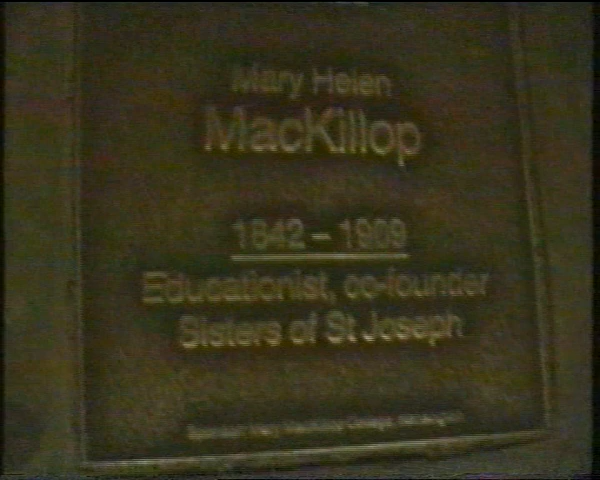 Mary Helen
MacKillop
1842 – 1909
Educationist, co-founder
Sisters of St Joseph